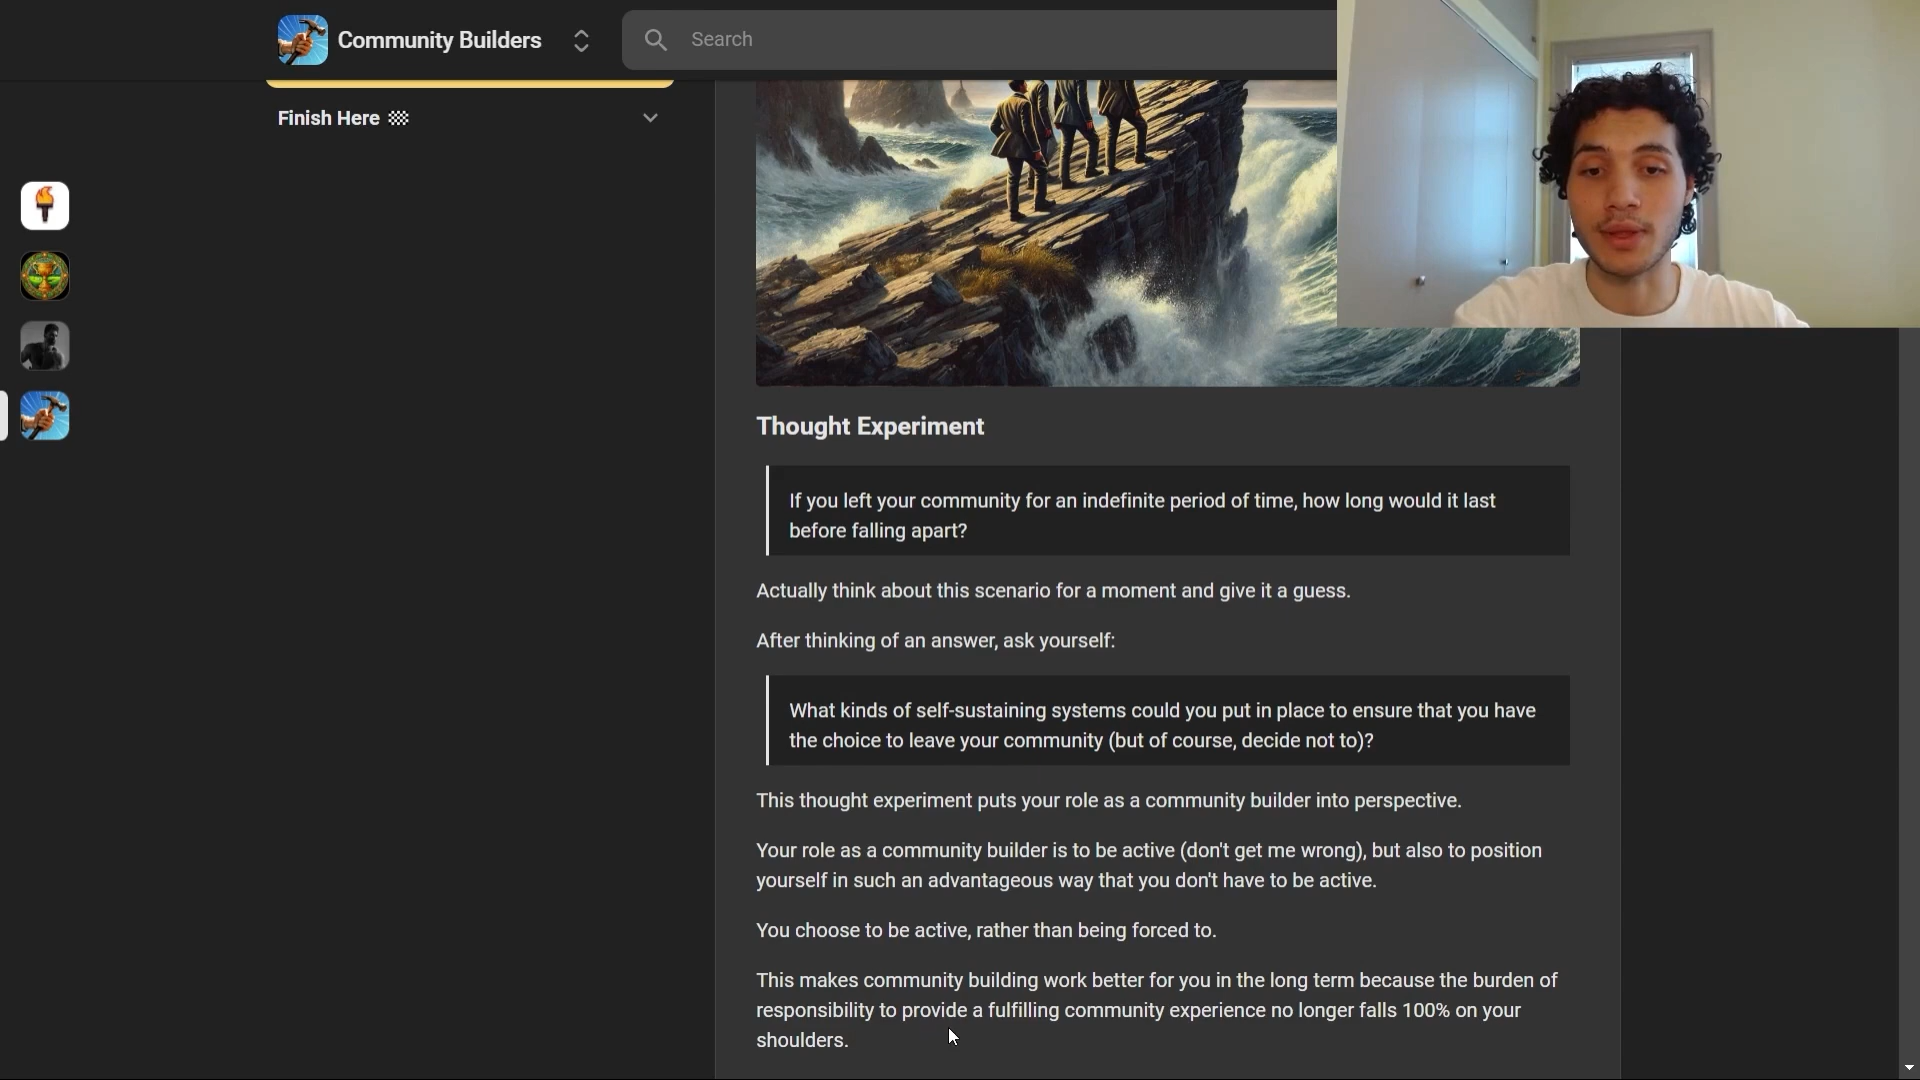 Community Builders
Search
Finish Here
Thought Experiment
If you left your community for an indefinite period of time, how long would it last
before falling apart?
Actually think about this scenario for a moment and give it a guess.
After thinking of an answer, ask yourself:
What kinds of self-sustaining systems could you put in place to ensure that you have
the choice to leave your community (but of course, decide not to)?
This thought experiment puts your role as a community builder into perspective.
Your role as a community builder is to be active (don't get me wrong), but also to position
yourself in such an advantageous way that you don't have to be active.
You choose to be active, rather than being forced to.
This makes community building work better for you in the long term because the burden of
responsibility to provide a fulfilling community experience no longer falls 100% on your
shoulders.